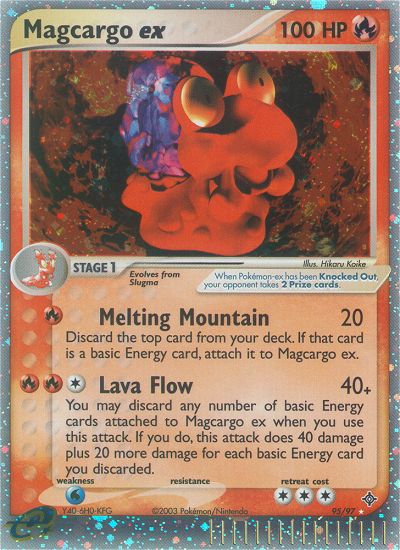 Magcargo ex 100 HP
Illus. Hikaru Koike
STAGE 1
Evolves from
Slugma
When Pokémon-ex has been Knocked Out,
your opponent takes 2 Prize cards.
Melting Mountain 20
Discard the top card from your deck. If that
card is a basic Energy card, attach it to Magcargo ex.
Lava Flow 40+
You may discard any number of basic Energy
cards attached to Magcargo ex when you use
this attack. If you do, this attack does 40 damage
plus 20 more damage for each basic Energy card
you discarded.
weakness resistance retreat cost
Y40-6H0-KFG ©2003 Pokémon/Nintendo 95/97